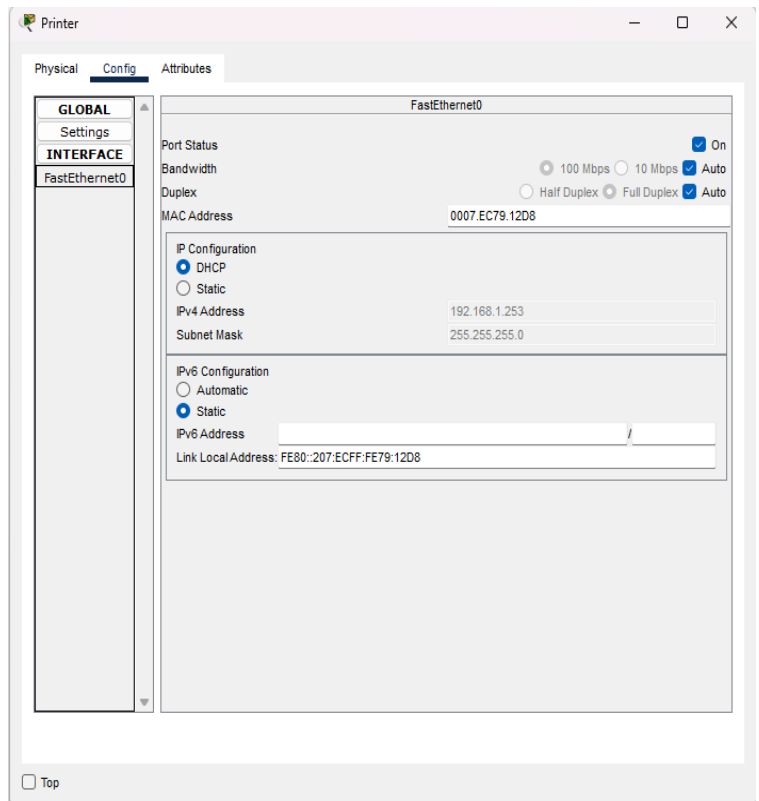 Printer
Physical Config Attributes
GLOBAL
Settings
INTERFACE
FastEthernet0
FastEthernet0
Port Status On
Bandwidth 100 Mbps 10 Mbps Auto
Duplex Half Duplex Full Duplex Auto
MAC Address 0007.EC79.12D8
IP Configuration
DHCP
Static
IPv4 Address 192.168.1.253
Subnet Mask 255.255.255.0
IPv6 Configuration
Automatic
Static
IPv6 Address /
Link Local Address: FE80::207:ECFF:FE79:12D8
Top